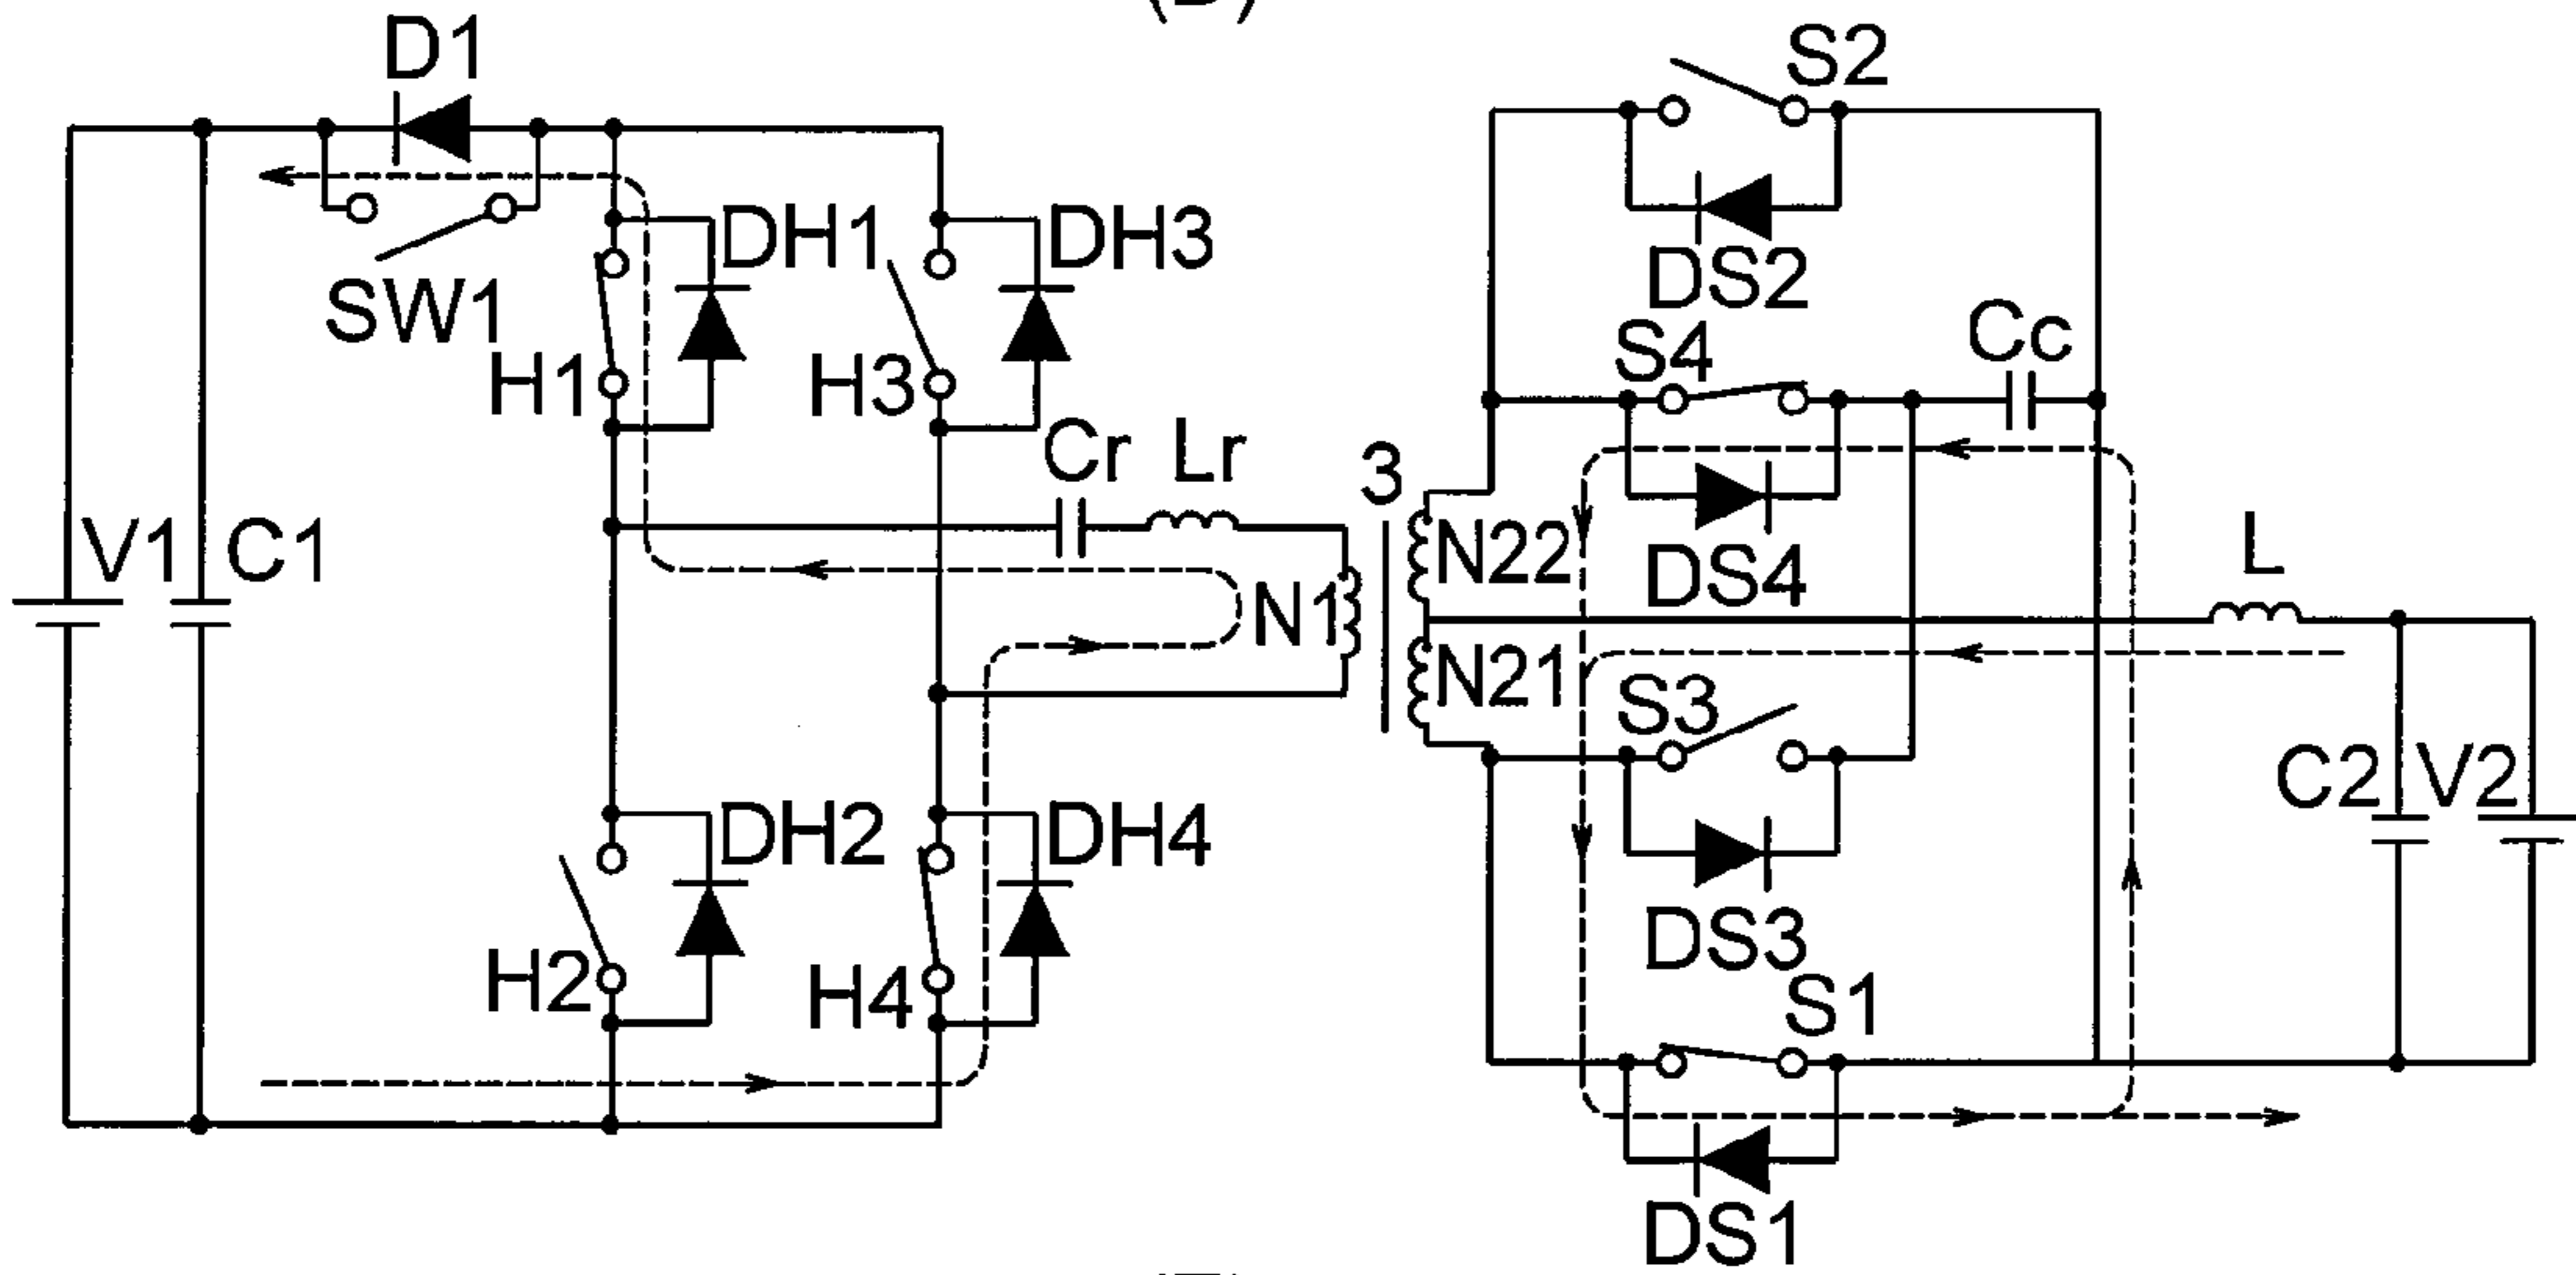 D1
S2
DH1
DH3
DS2
SW1
S4
Cc
H1
H3
Cr
Lr
3
V1
C1
N22
DS4
L
N1
N21
S3
C2
V2
DH2
DH4
DS3
H2
H4
S1
DS1